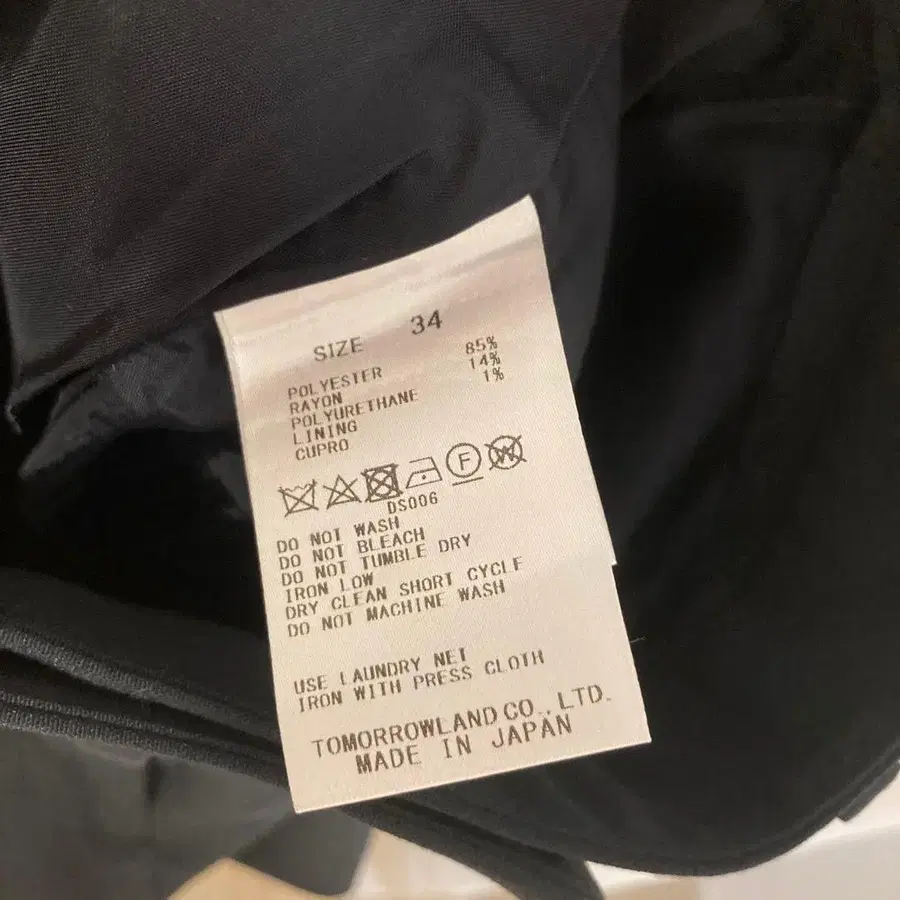 SIZE 34
POLYESTER 85%
RAYON 14%
POLYURETHANE 1%
LINING
CUPRO
F W
DS006
DO NOT WASH
DO NOT BLEACH
DO NOT TUMBLE DRY
IRON LOW
DRY CLEAN SHORT CYCLE
DO NOT MACHINE WASH
USE LAUNDRY NET
IRON WITH PRESS CLOTH
TOMORROWLAND CO., LTD.
MADE IN JAPAN